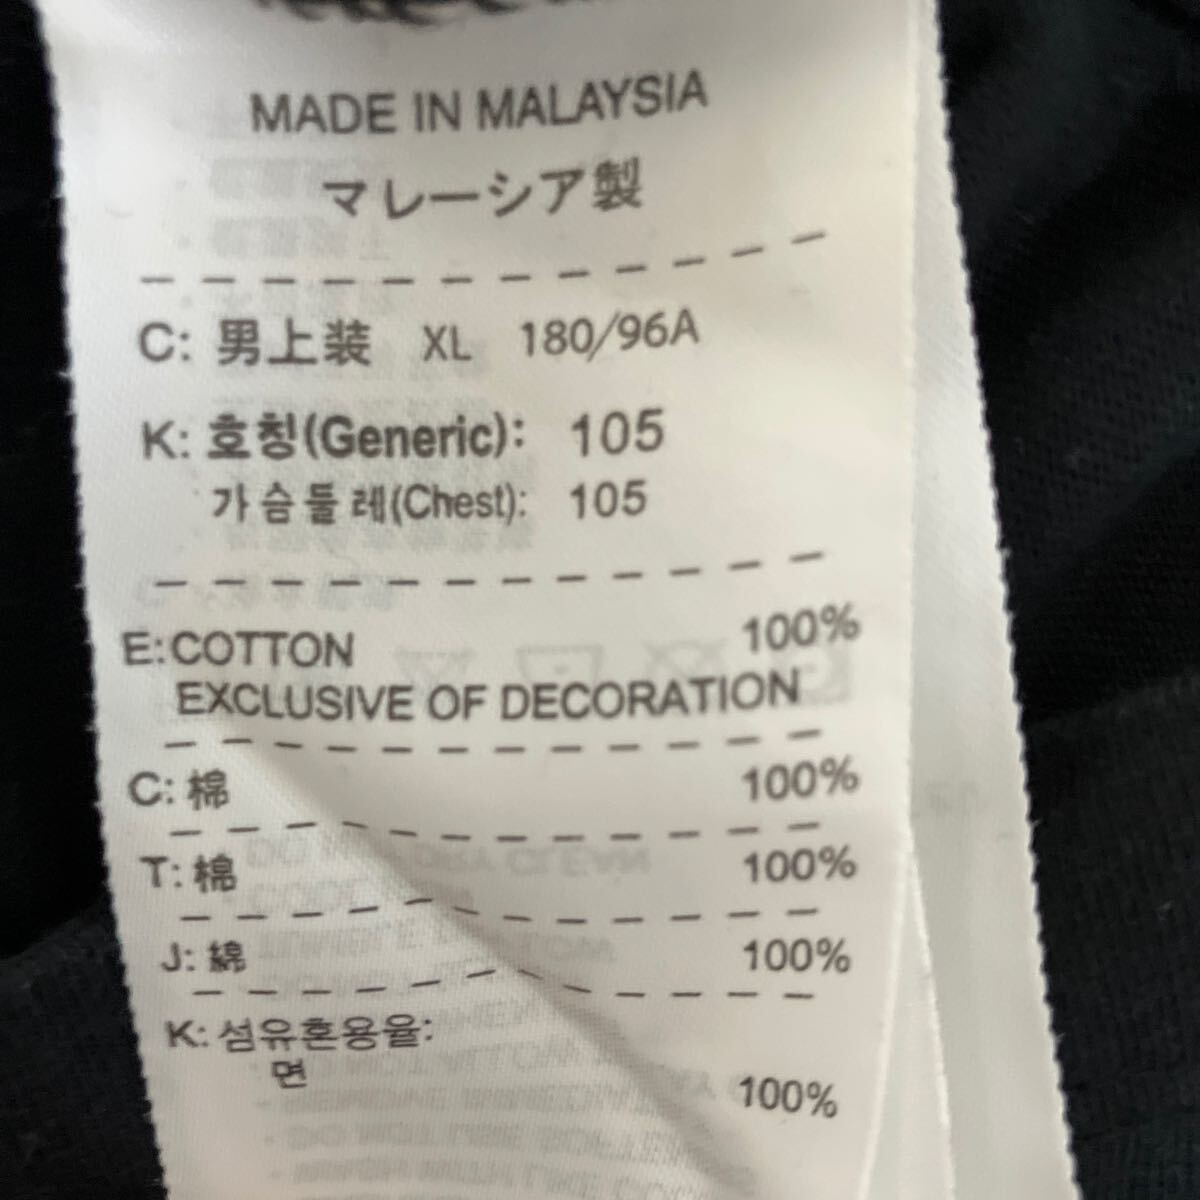 MADE IN MALAYSIA
マレーシア製
C: 男上装 XL 180/96A
K: 호칭(Generic): 105
가슴둘레(Chest): 105
E:COTTON 100%
EXCLUSIVE OF DECORATION
C: 棉 100%
T: 棉 100%
J: 綿 100%
K: 섬유혼용율:
면 100%